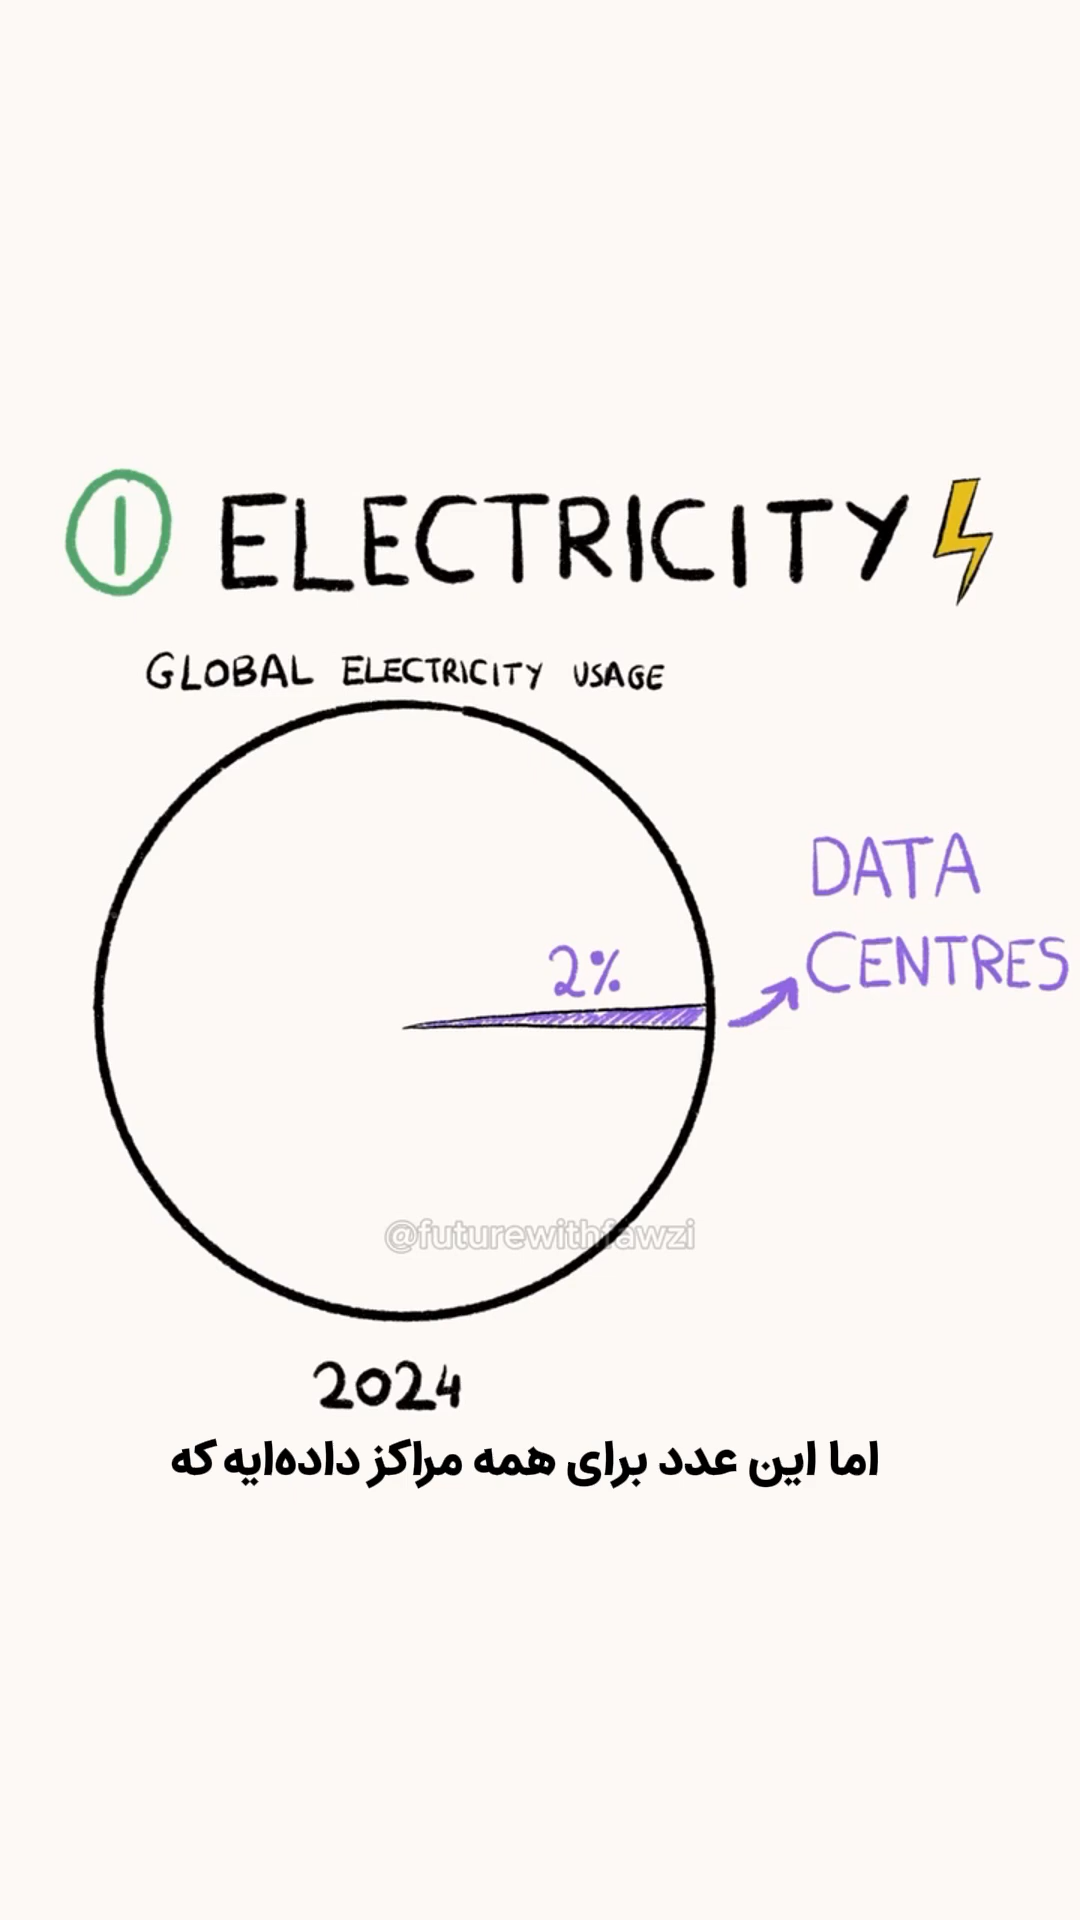 1 ELECTRICITY
GLOBAL ELECTRICITY USAGE
DATA
CENTRES
2%
@futurewithfawzi
2024
اما این عدد برای همه مراکز داده‌ایه که